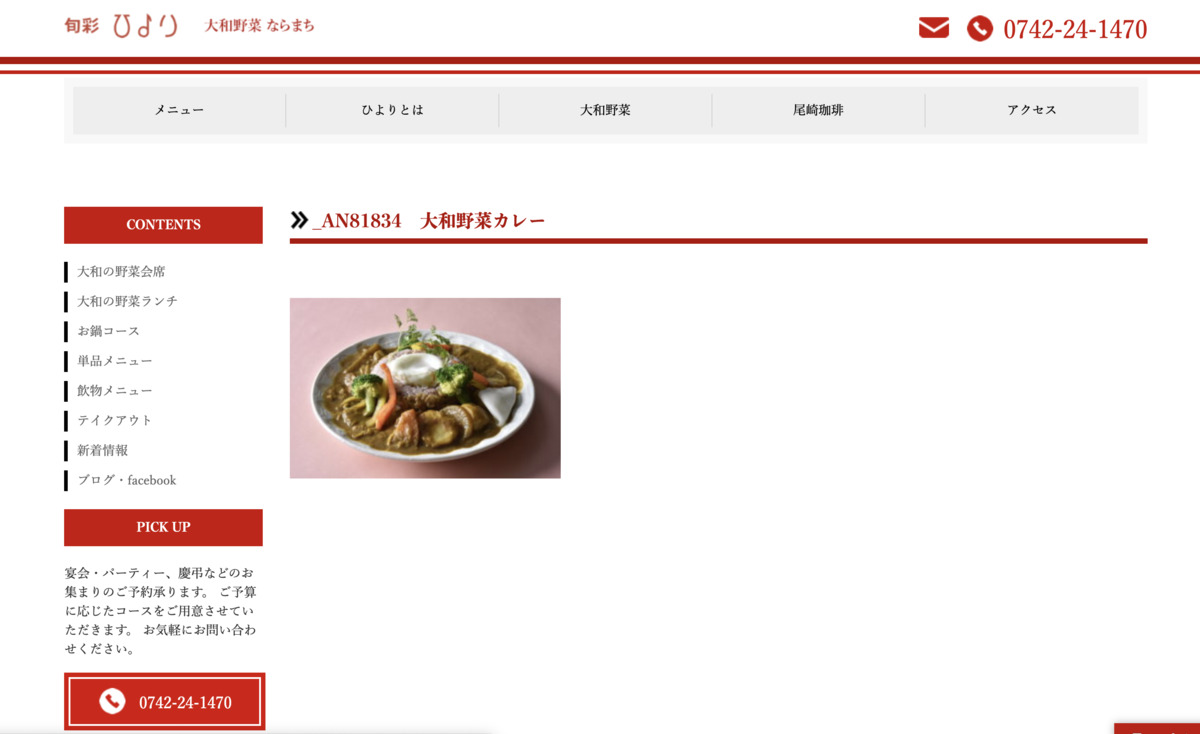 旬彩 ひより 大和野菜 ならまち
0742-24-1470
メニュー
ひよりとは
大和野菜
尾崎珈琲
アクセス
CONTENTS
大和の野菜会席
大和の野菜ランチ
お鍋コース
単品メニュー
飲物メニュー
テイクアウト
新着情報
ブログ・facebook
PICK UP
宴会・パーティー、慶弔などのお
集まりのご予約承ります。 ご予算
に応じたコースをご用意させてい
ただきます。 お気軽にお問い合わ
せください。
0742-24-1470
_AN81834 大和野菜カレー